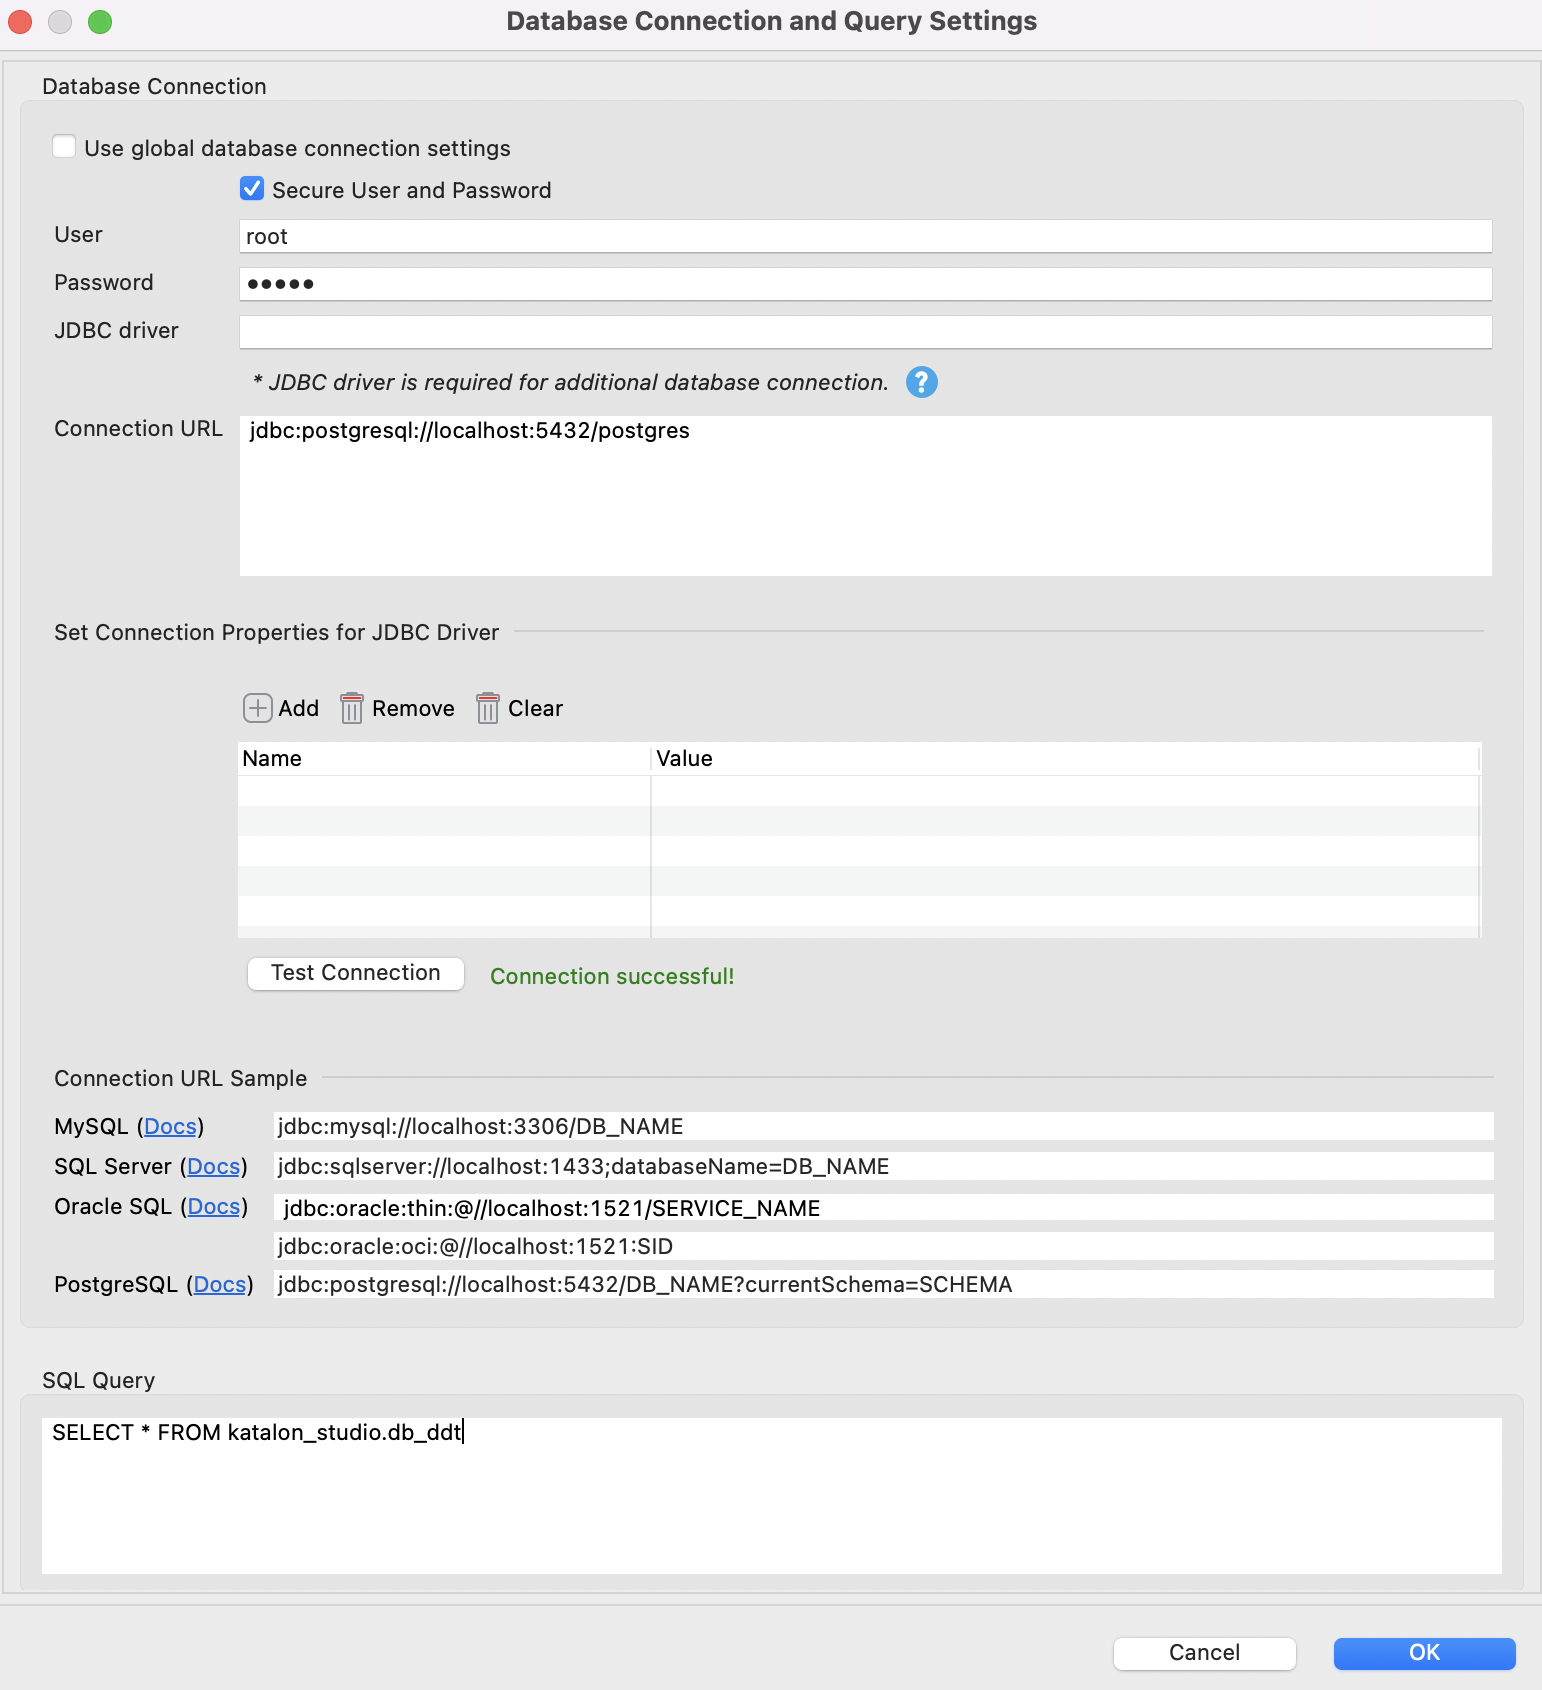 Database Connection and Query Settings
Database Connection
Use global database connection settings
Secure User and Password
User root
Password •••••
JDBC driver
* JDBC driver is required for additional database connection. ?
Connection URL jdbc:postgresql://localhost:5432/postgres
Set Connection Properties for JDBC Driver
Add Remove Clear
Name Value
Test Connection Connection successful!
Connection URL Sample
MySQL (Docs) jdbc:mysql://localhost:3306/DB_NAME
SQL Server (Docs) jdbc:sqlserver://localhost:1433;databaseName=DB_NAME
Oracle SQL (Docs) jdbc:oracle:thin:@//localhost:1521/SERVICE_NAME
jdbc:oracle:oci:@//localhost:1521:SID
PostgreSQL (Docs) jdbc:postgresql://localhost:5432/DB_NAME?currentSchema=SCHEMA
SQL Query
SELECT * FROM katalon_studio.db_ddt
Cancel OK